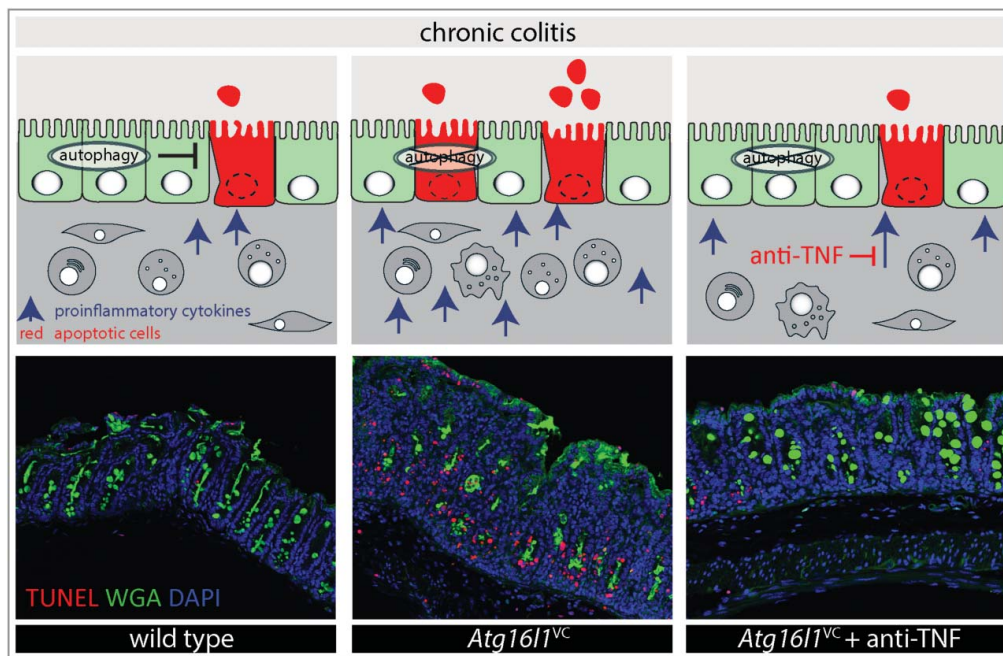 chronic colitis
autophagy
proinflammatory cytokines
red apoptotic cells
autophagy
autophagy
anti-TNF
TUNEL WGA DAPI
wild type
Atg16l1VC
Atg16l1VC + anti-TNF